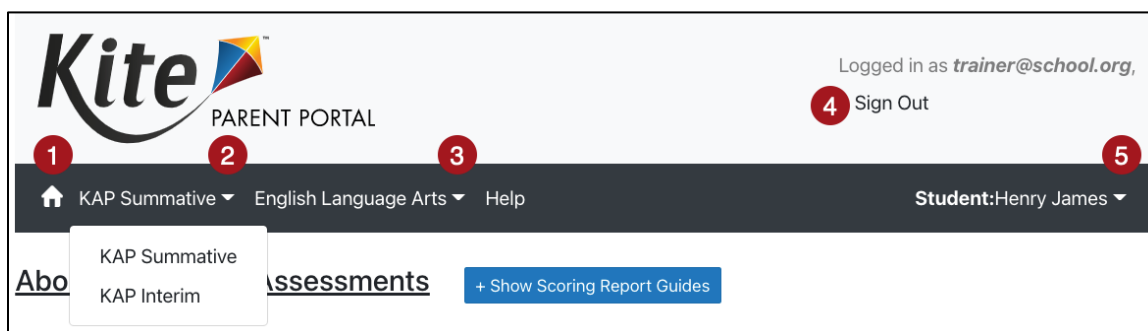 Kite™
PARENT PORTAL
Logged in as trainer@school.org,
4 Sign Out
1 2 3 5
KAP Summative English Language Arts Help Student:Henry James
KAP Summative
KAP Interim
Abo Assessments + Show Scoring Report Guides